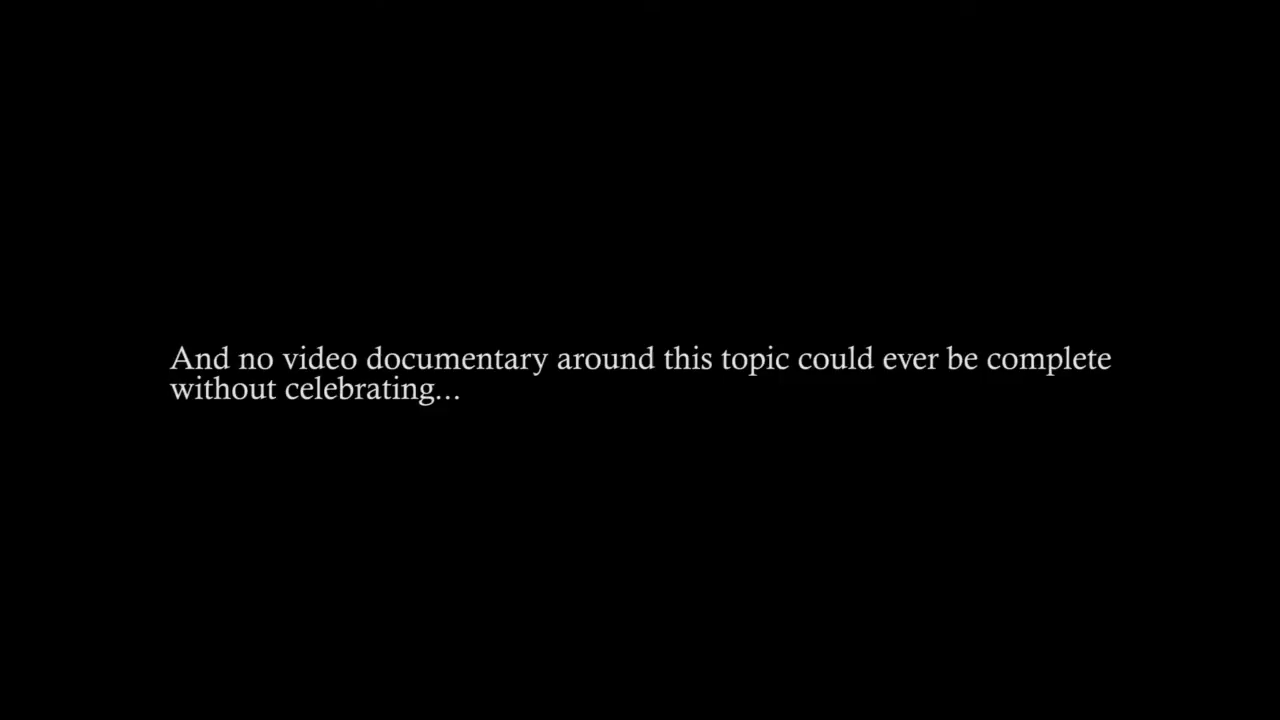 And no video documentary around this topic could ever be complete
without celebrating...